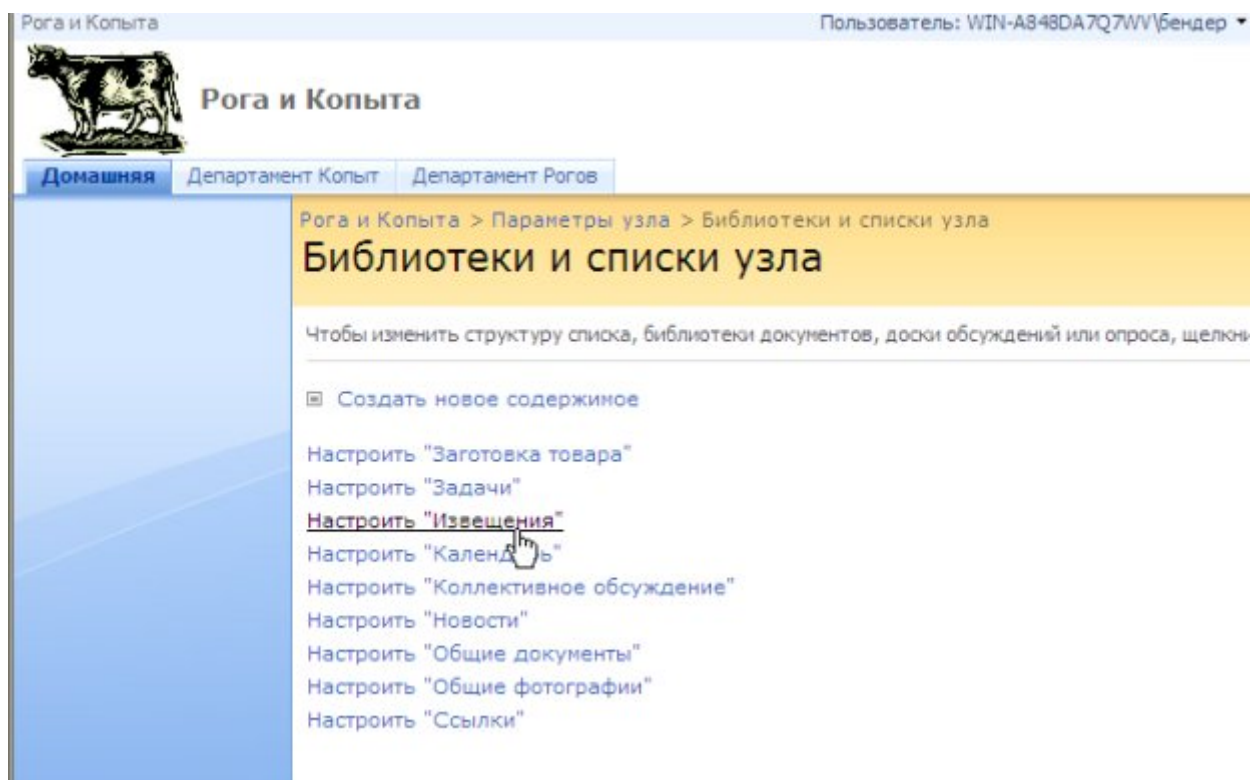 Рога и Копыта
Пользователь: WIN-A848DA7Q7WV\бендер
Рога и Копыта
Домашняя Департамент Копыт Департамент Рогов
Рога и Копыта > Параметры узла > Библиотеки и списки узла
Библиотеки и списки узла
Чтобы изменить структуру списка, библиотеки документов, доски обсуждений или опроса, щелкни
Создать новое содержимое
Настроить "Заготовка товара"
Настроить "Задачи"
Настроить "Извещения"
Настроить "Календарь"
Настроить "Коллективное обсуждение"
Настроить "Новости"
Настроить "Общие документы"
Настроить "Общие фотографии"
Настроить "Ссылки"